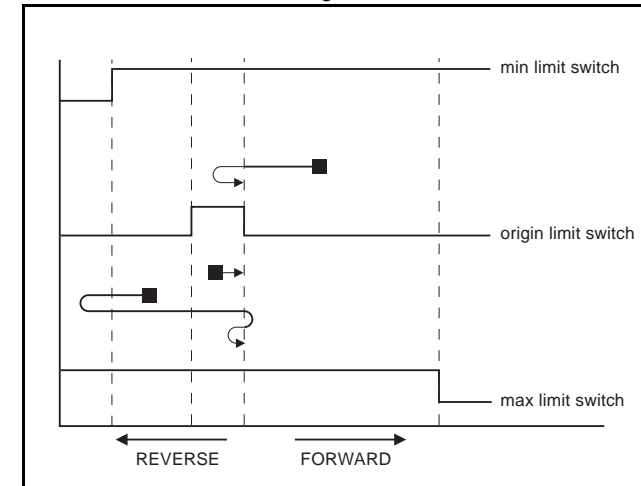 min limit switch
origin limit switch
max limit switch
REVERSE
FORWARD